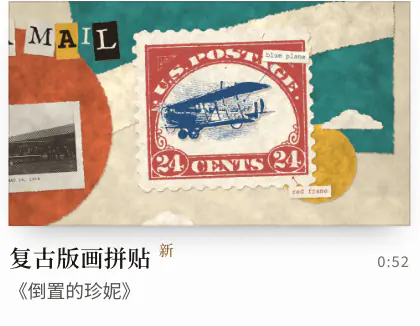 MAIL
U.S. POSTAGE
blue plane
24 CENTS 24
red frame
复古版画拼贴 新
0:52
《倒置的珍妮》